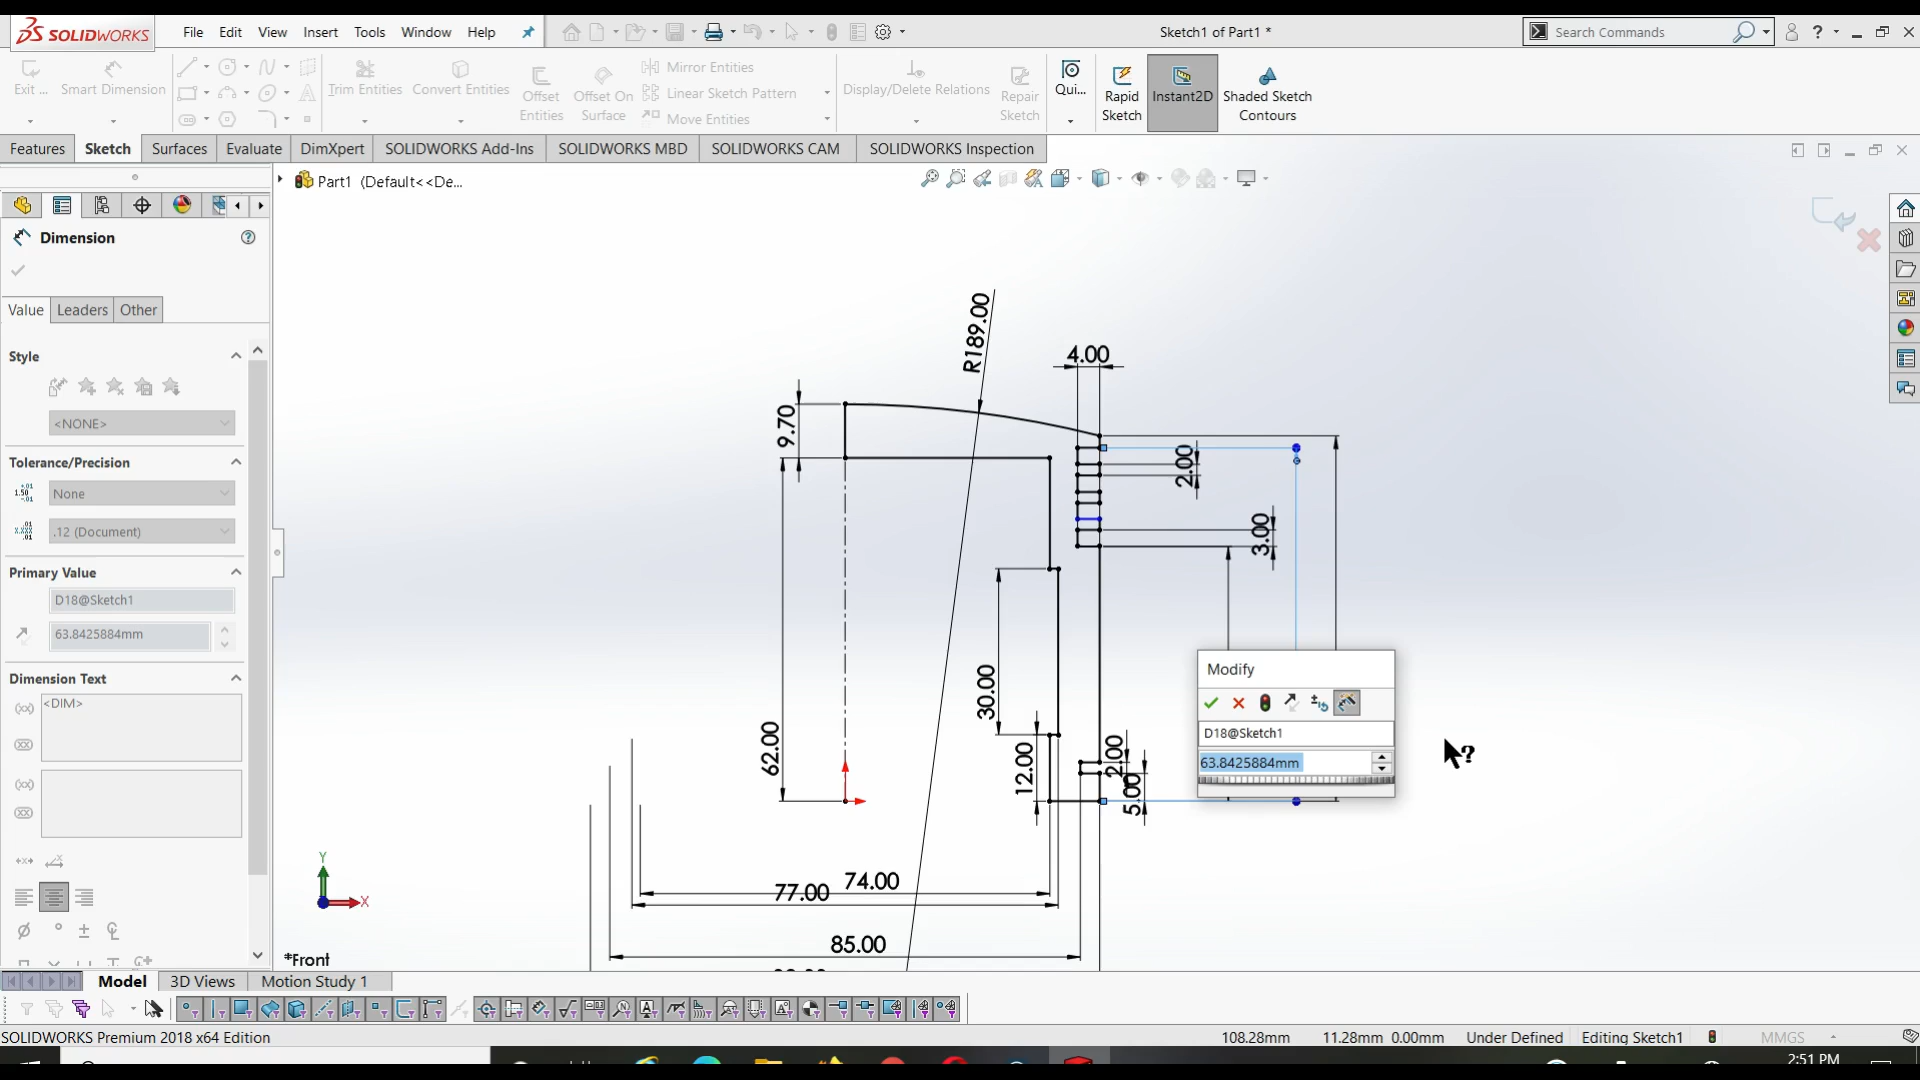 SOLIDWORKS
File Edit View Insert Tools Window Help
Sketch1 of Part1 *
Search Commands
Exit ...
Smart Dimension
Trim Entities
Convert Entities
Offset Entities
Offset On Surface
Mirror Entities
Linear Sketch Pattern
Move Entities
Display/Delete Relations
Repair Sketch
Qui...
Rapid Sketch
Instant2D
Shaded Sketch Contours
Features Sketch Surfaces Evaluate DimXpert SOLIDWORKS Add-Ins SOLIDWORKS MBD SOLIDWORKS CAM SOLIDWORKS Inspection
Part1 (Default<<De...
Dimension
Value Leaders Other
Style
<NONE>
Tolerance/Precision
None
.12 (Document)
Primary Value
D18@Sketch1
63.8425884mm
Dimension Text
<DIM>
R189.00
4.00
9.70
2.00
3.00
62.00
30.00
12.00
2.00
5.00
74.00
77.00
85.00
Modify
D18@Sketch1
63.8425884mm
Y
X
*Front
Model 3D Views Motion Study 1
SOLIDWORKS Premium 2018 x64 Edition
108.28mm 11.28mm 0.00mm Under Defined Editing Sketch1 MMGS
2:51 PM